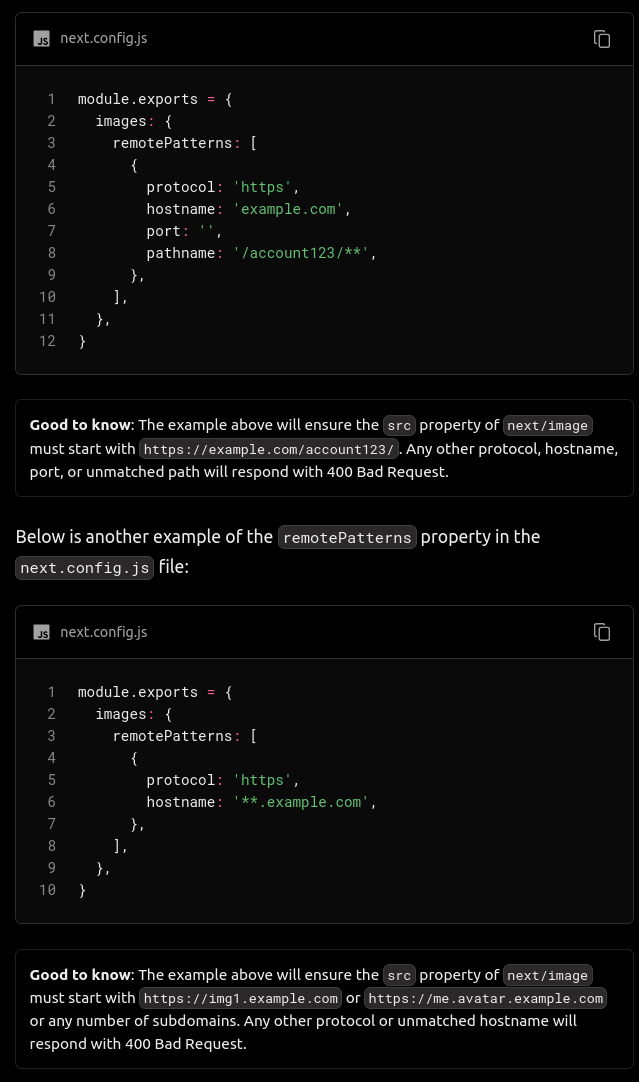 JS next.config.js
1 module.exports = {
2   images: {
3     remotePatterns: [
4       {
5         protocol: 'https',
6         hostname: 'example.com',
7         port: '',
8         pathname: '/account123/**',
9       },
10     ],
11   },
12 }
Good to know: The example above will ensure the src property of next/image
must start with https://example.com/account123/. Any other protocol, hostname,
port, or unmatched path will respond with 400 Bad Request.
Below is another example of the remotePatterns property in the
next.config.js file:
JS next.config.js
1 module.exports = {
2   images: {
3     remotePatterns: [
4       {
5         protocol: 'https',
6         hostname: '**.example.com',
7       },
8     ],
9   },
10 }
Good to know: The example above will ensure the src property of next/image
must start with https://img1.example.com or https://me.avatar.example.com
or any number of subdomains. Any other protocol or unmatched hostname will
respond with 400 Bad Request.